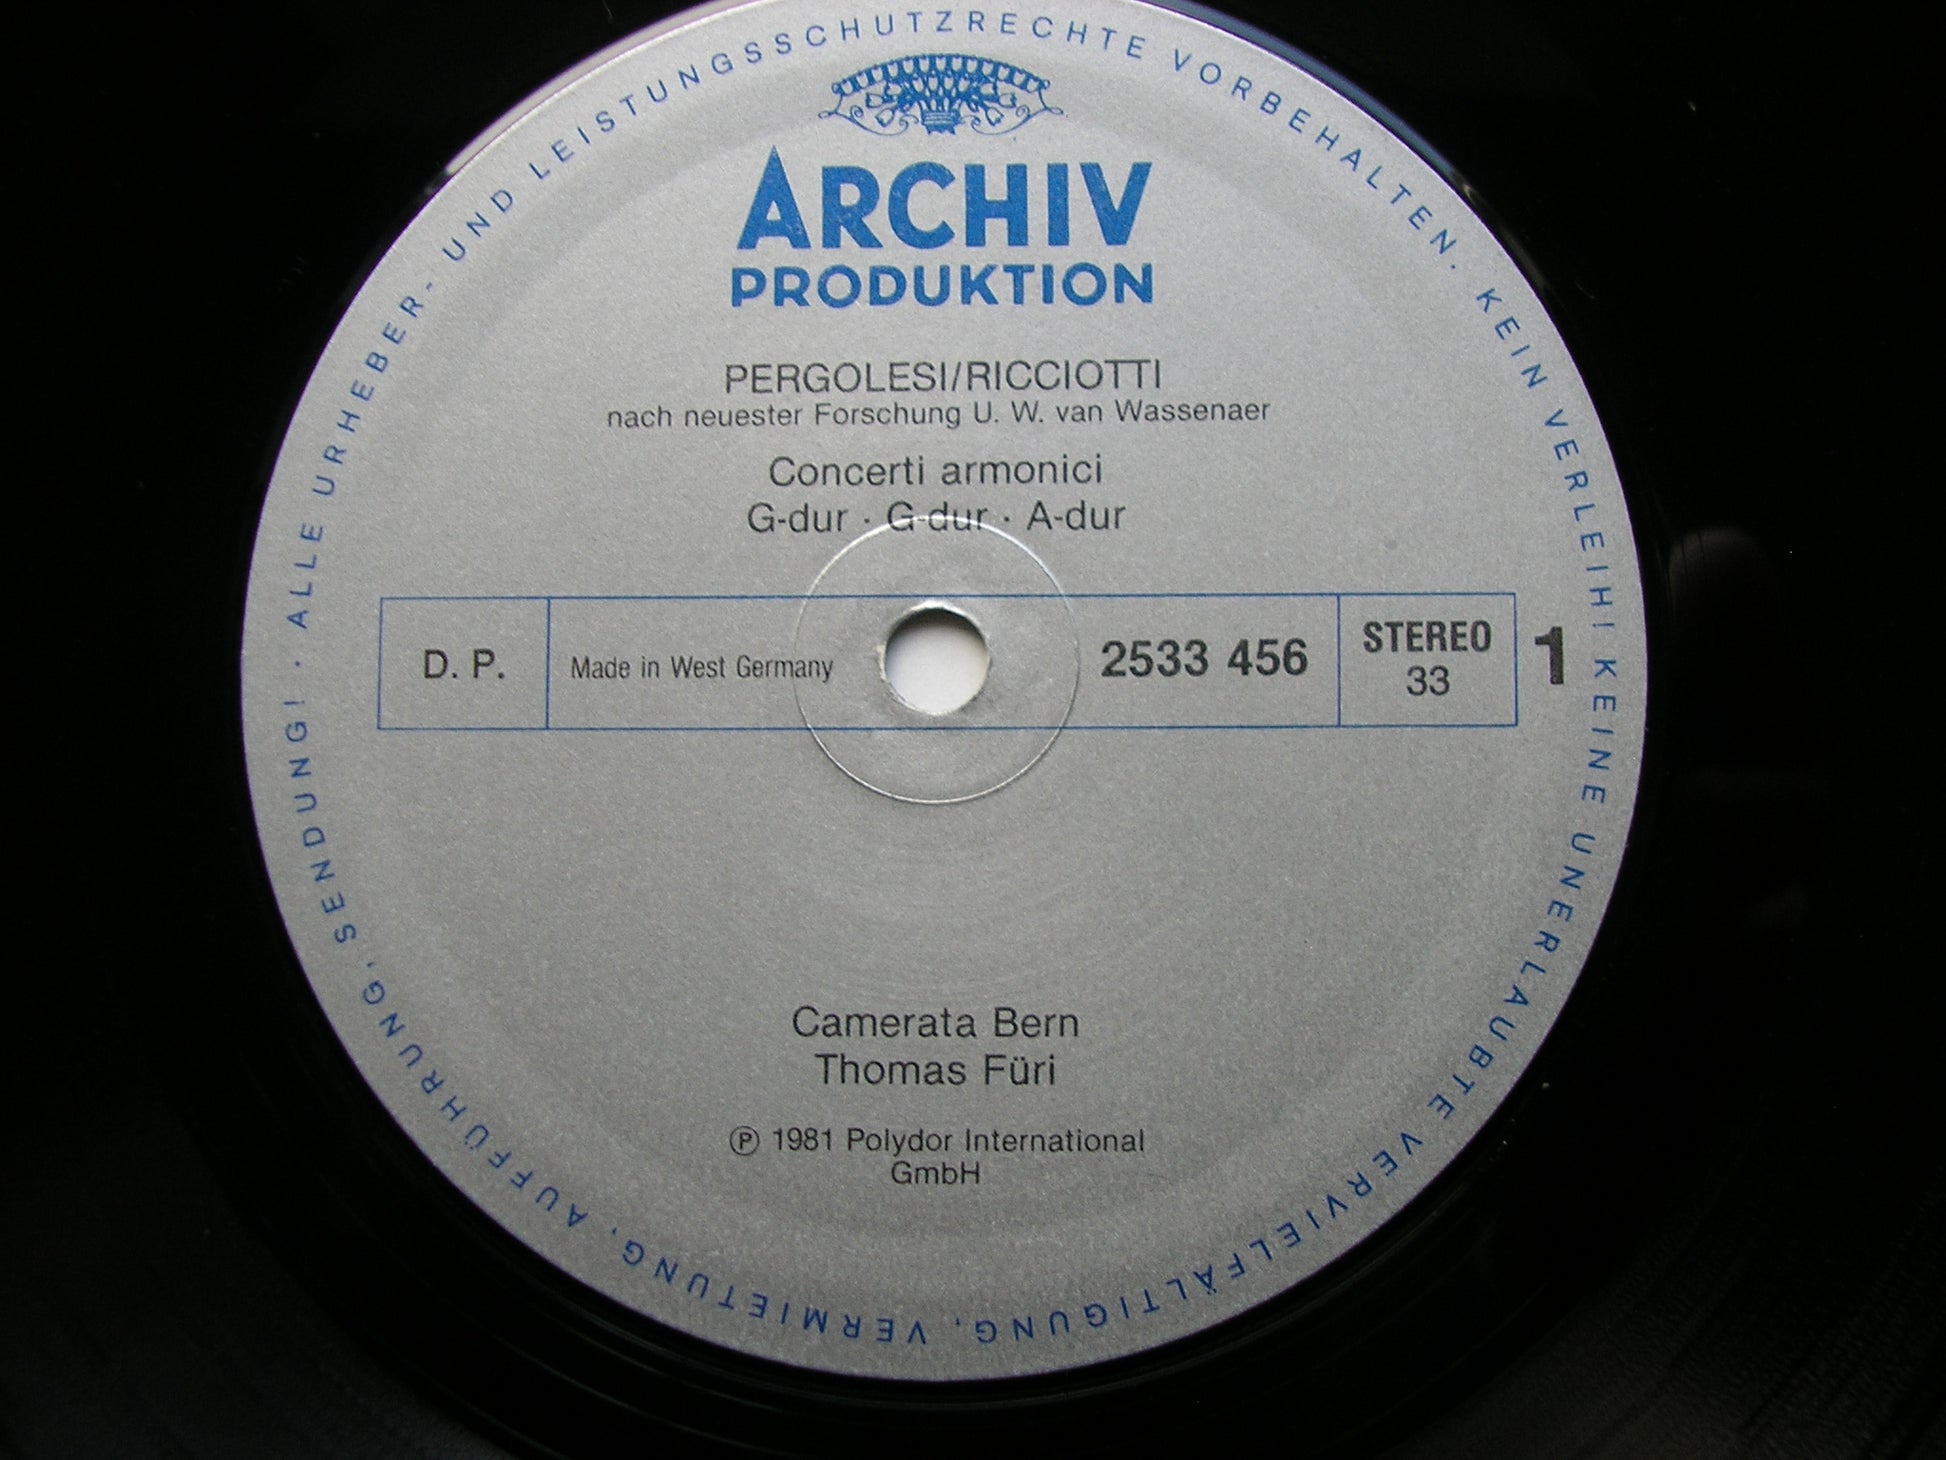 ALLE URHEBER- UND LEISTUNGSSCHUTZRECHTE VORBEHALTEN. KEIN VERLEIH! KEINE UNERLAUBTE VERVIELFÄLTIGUNG, VERMIETUNG, AUFFÜHRUNG, SENDUNG! ·
ARCHIV
PRODUKTION
PERGOLESI/RICCIOTTI
nach neuester Forschung U. W. van Wassenaer
Concerti armonici
G-dur · G-dur · A-dur
D. P.
Made in West Germany
2533 456
STEREO
33
1
Camerata Bern
Thomas Füri
℗ 1981 Polydor International
GmbH